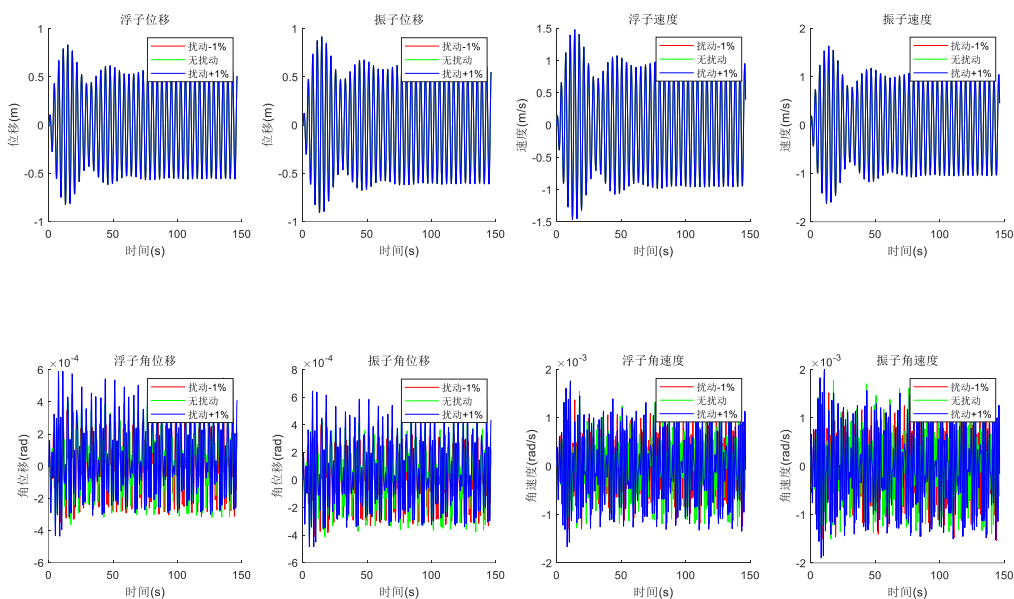 浮子位移
扰动-1%
无扰动
扰动+1%
1
0.5
0
-0.5
-1
位移(m)
0
50
100
150
时间(s)
振子位移
扰动-1%
无扰动
扰动+1%
1
0.5
0
-0.5
-1
位移(m)
0
50
100
150
时间(s)
浮子速度
扰动-1%
无扰动
扰动+1%
1.5
1
0.5
0
-0.5
-1
-1.5
速度(m/s)
0
50
100
150
时间(s)
振子速度
扰动-1%
无扰动
扰动+1%
2
1
0
-1
-2
速度(m/s)
0
50
100
150
时间(s)
浮子角位移
×10⁻⁴
扰动-1%
无扰动
扰动+1%
6
4
2
0
-2
-4
-6
角位移(rad)
0
50
100
150
时间(s)
振子角位移
×10⁻⁴
扰动-1%
无扰动
扰动+1%
8
6
4
2
0
-2
-4
-6
角位移(rad)
0
50
100
150
时间(s)
浮子角速度
×10⁻³
扰动-1%
无扰动
扰动+1%
2
1
0
-1
-2
角速度(rad/s)
0
50
100
150
时间(s)
振子角速度
×10⁻³
扰动-1%
无扰动
扰动+1%
2
1
0
-1
-2
角速度(rad/s)
0
50
100
150
时间(s)